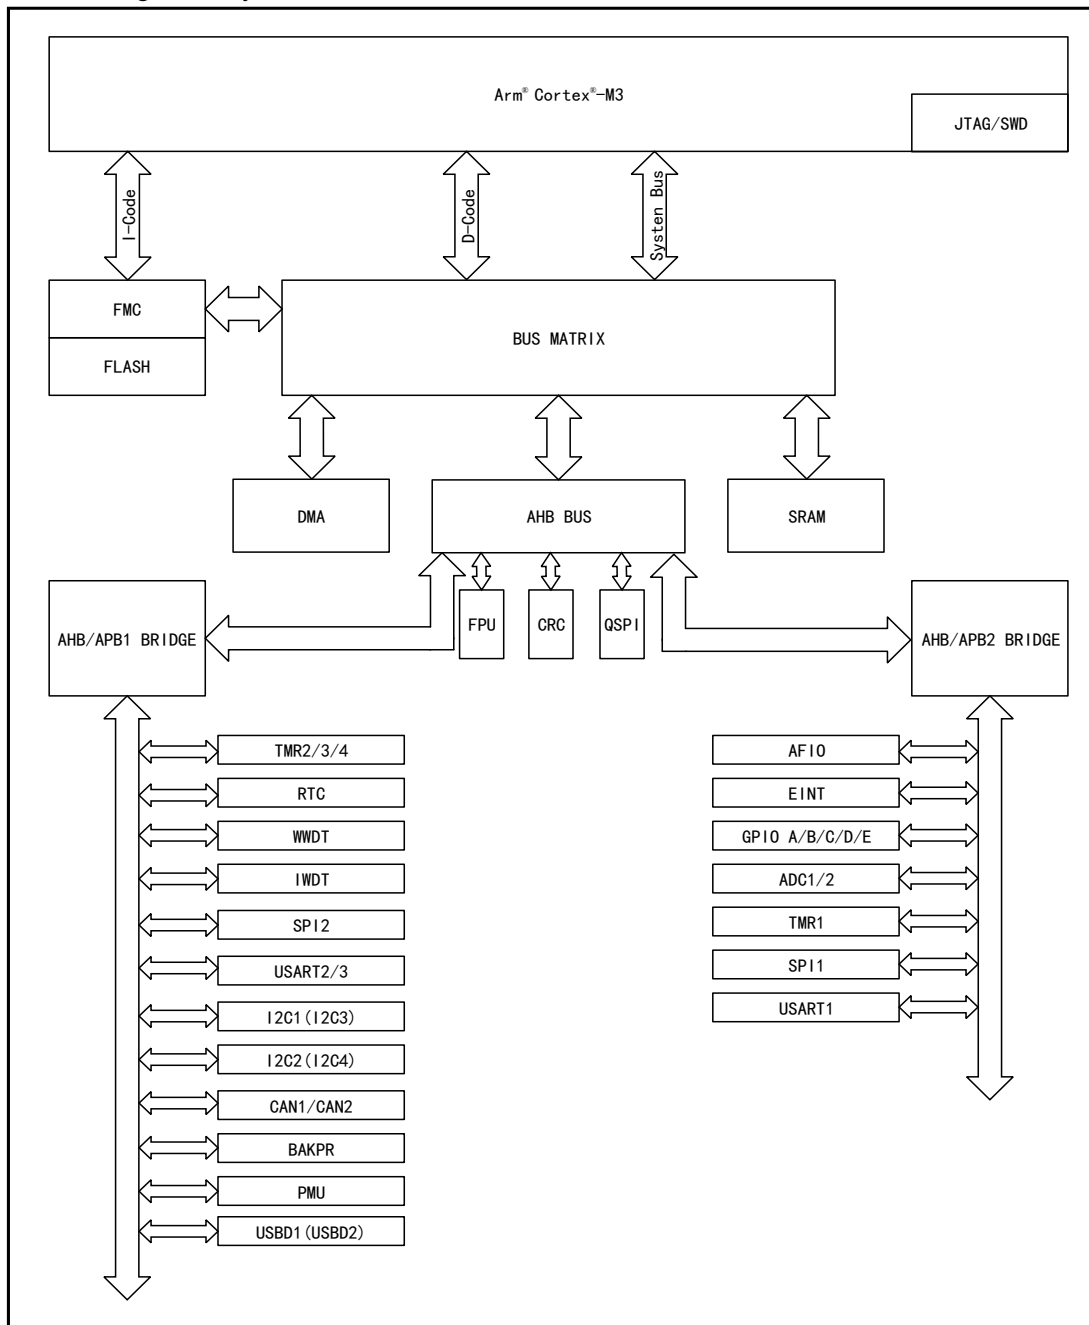 Arm® Cortex®-M3
JTAG/SWD
I-Code
D-Code
Systen Bus
FMC
BUS MATRIX
FLASH
DMA
AHB BUS
SRAM
AHB/APB1 BRIDGE
FPU
CRC
QSPI
AHB/APB2 BRIDGE
TMR2/3/4
RTC
WWDT
IWDT
SPI2
USART2/3
I2C1(I2C3)
I2C2(I2C4)
CAN1/CAN2
BAKPR
PMU
USBD1(USBD2)
AFIO
EINT
GPIO A/B/C/D/E
ADC1/2
TMR1
SPI1
USART1